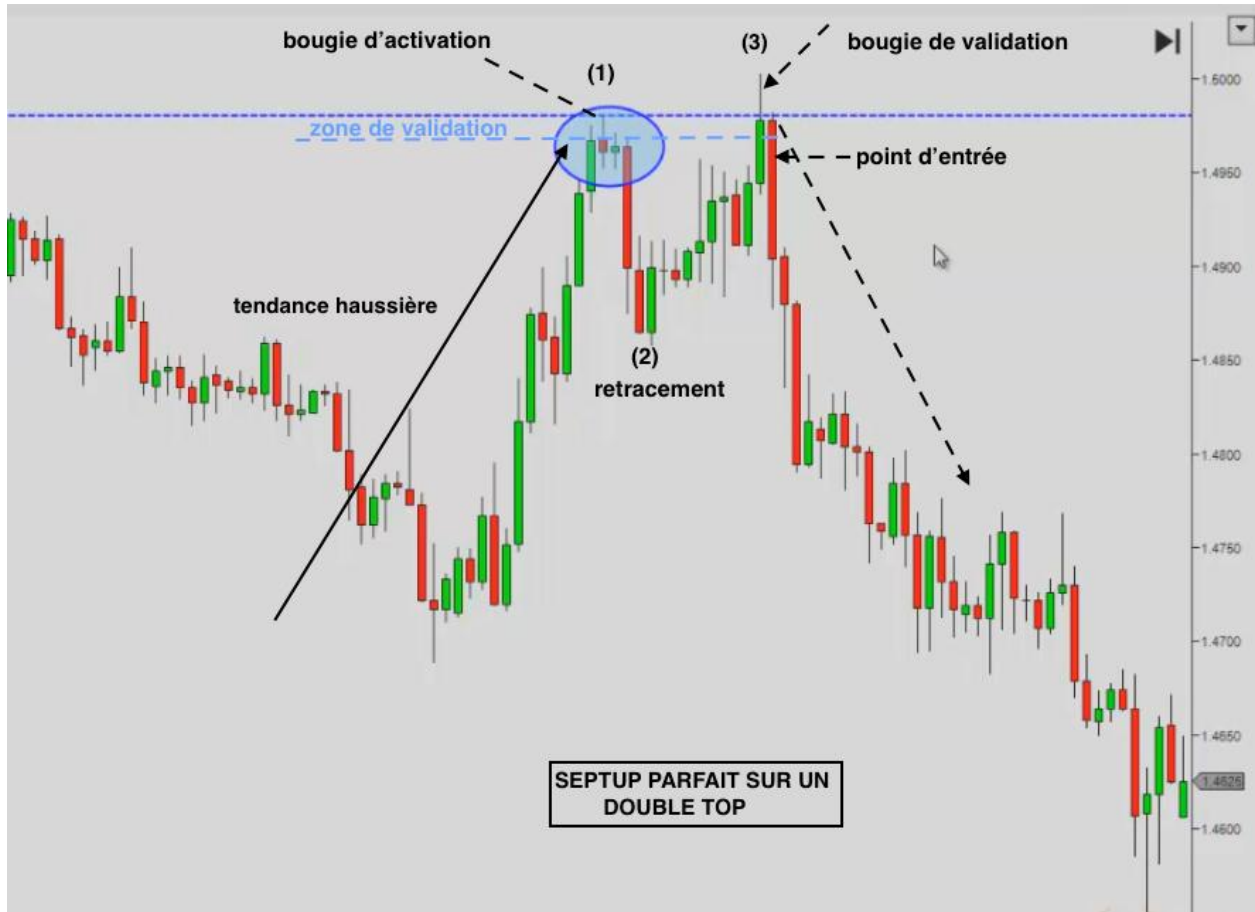 bougie d'activation
(1)
(3)
bougie de validation
1.5000
zone de validation
point d'entrée
1.4950
1.4900
tendance haussière
(2)
retracement
1.4850
1.4800
1.4750
1.4700
1.4650
SEPTUP PARFAIT SUR UN
DOUBLE TOP
1.4625
1.4600